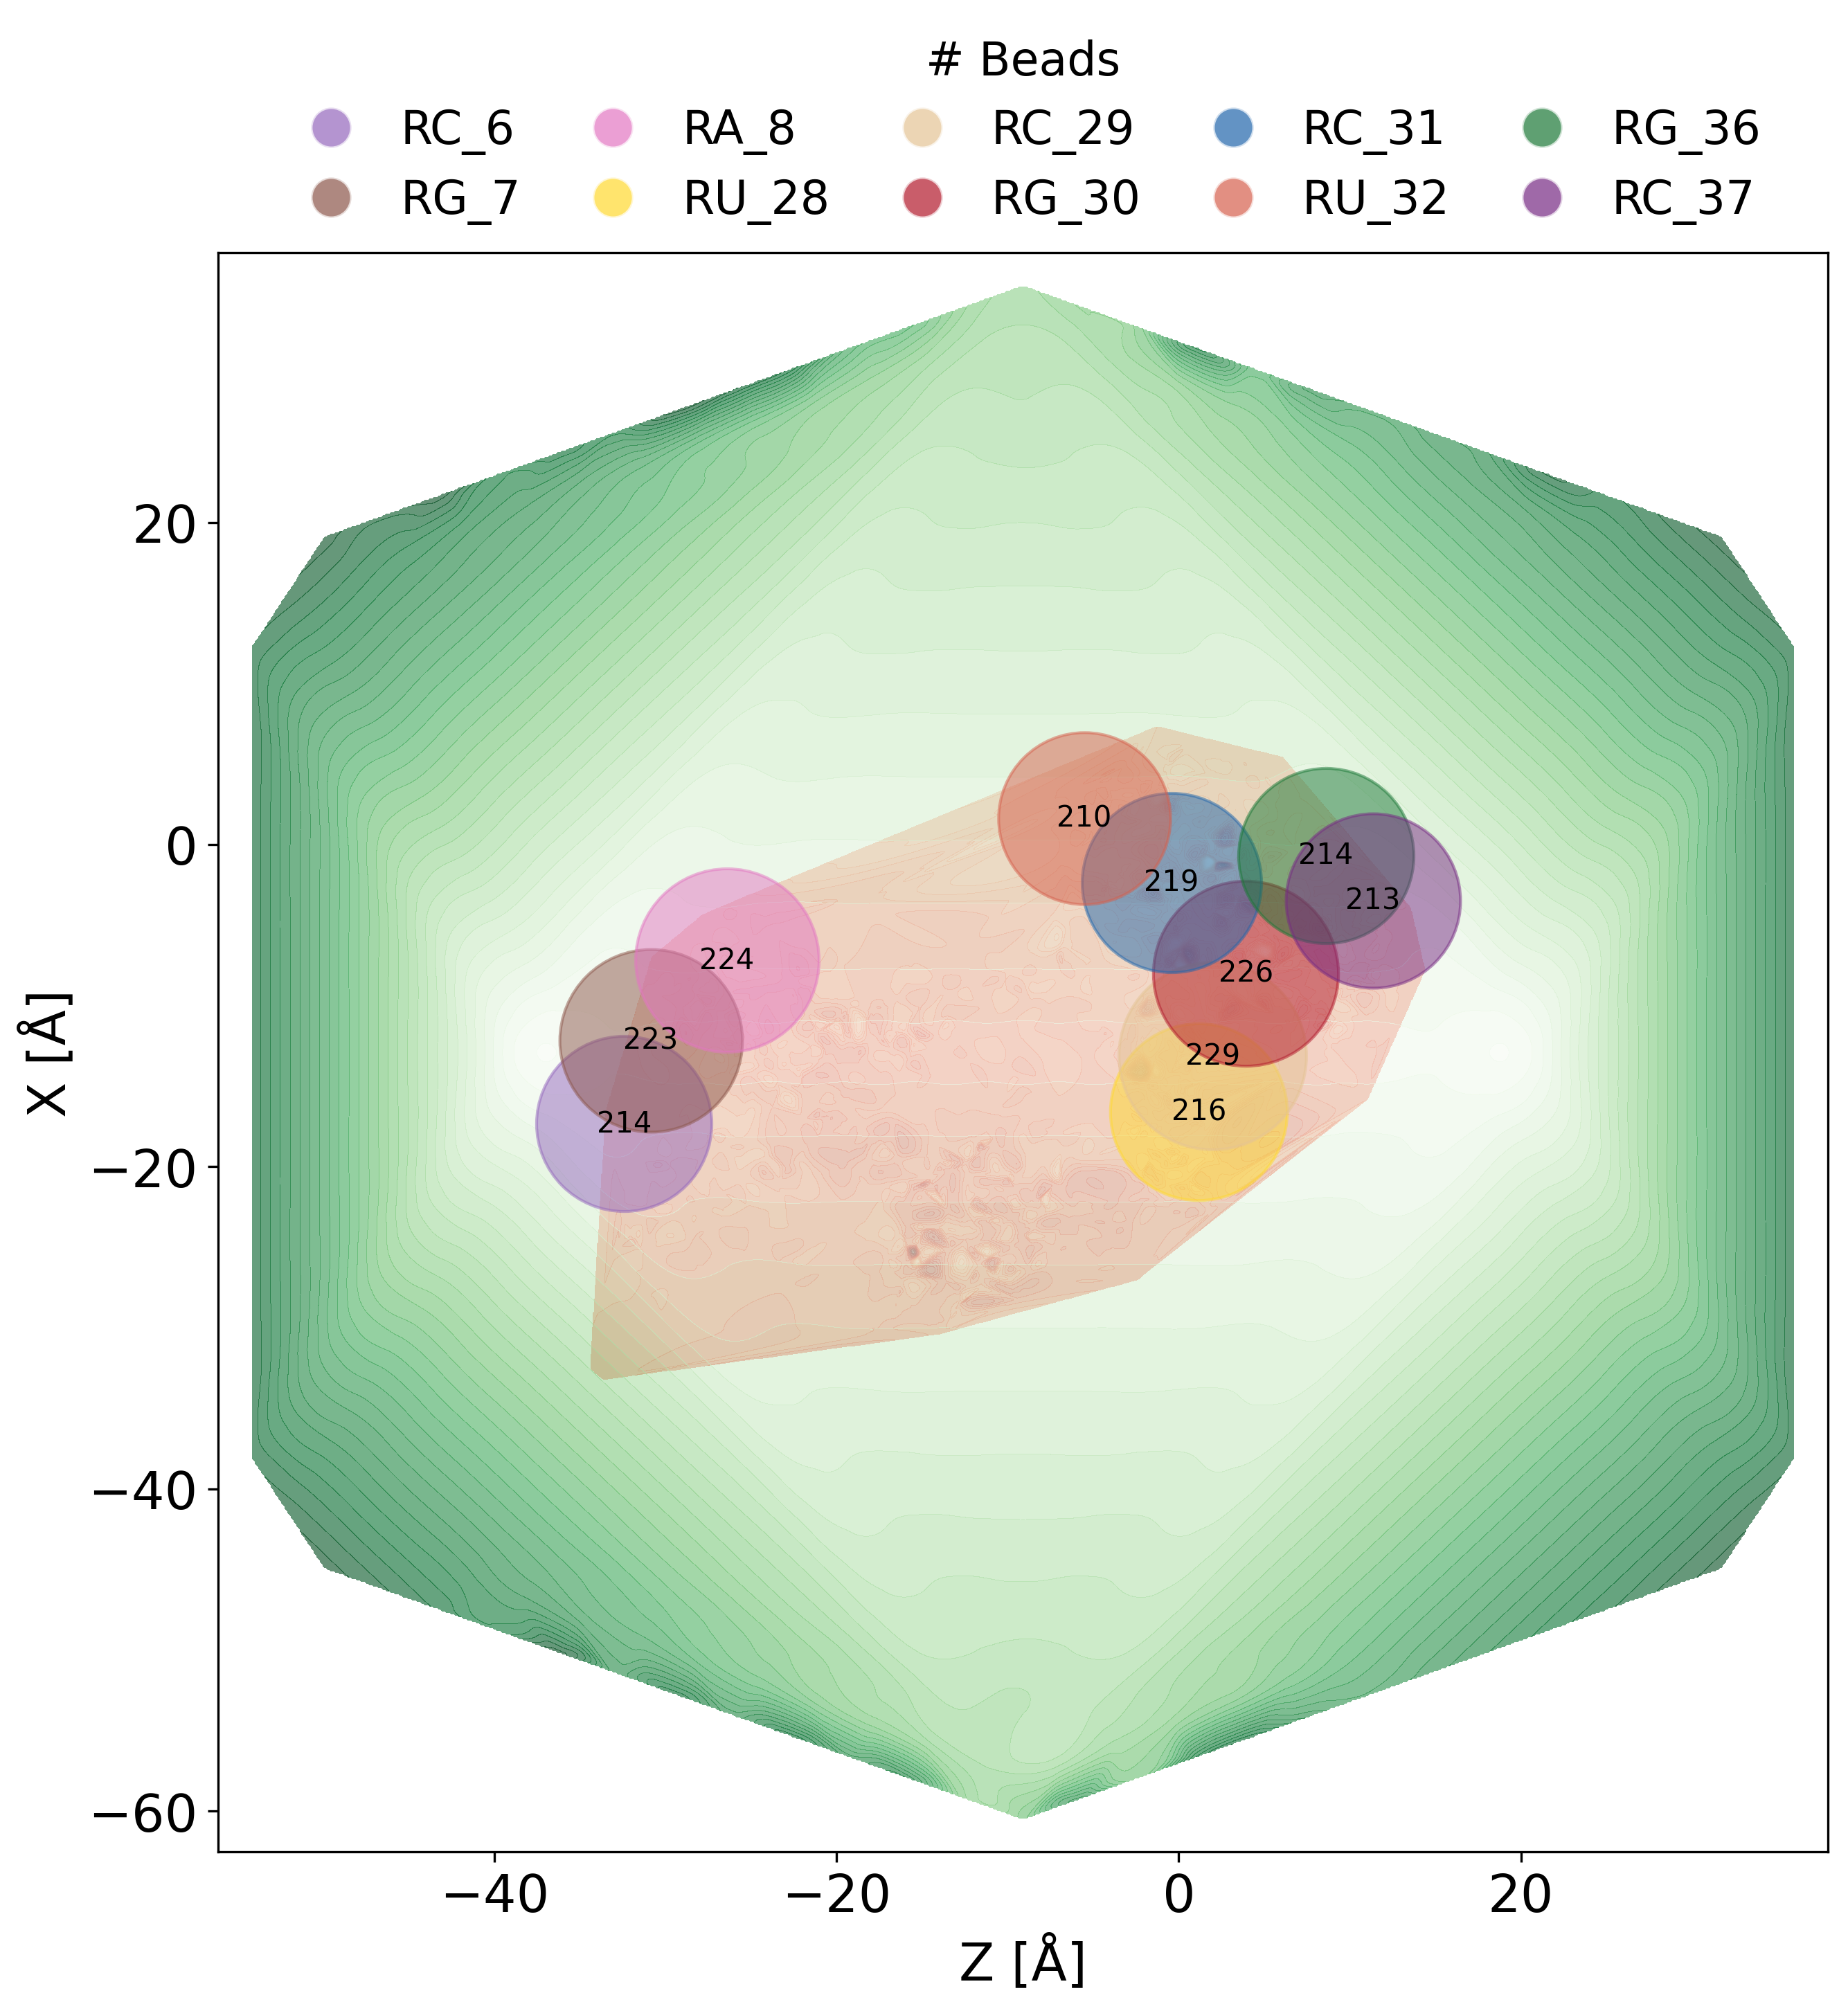 # Beads
RC_6 RA_8 RC_29 RC_31 RG_36
RG_7 RU_28 RG_30 RU_32 RC_37
X [Å]
20
0
−20
−40
−60
210
214
219
213
224
226
223
229
216
214
−40 −20 0 20
Z [Å]